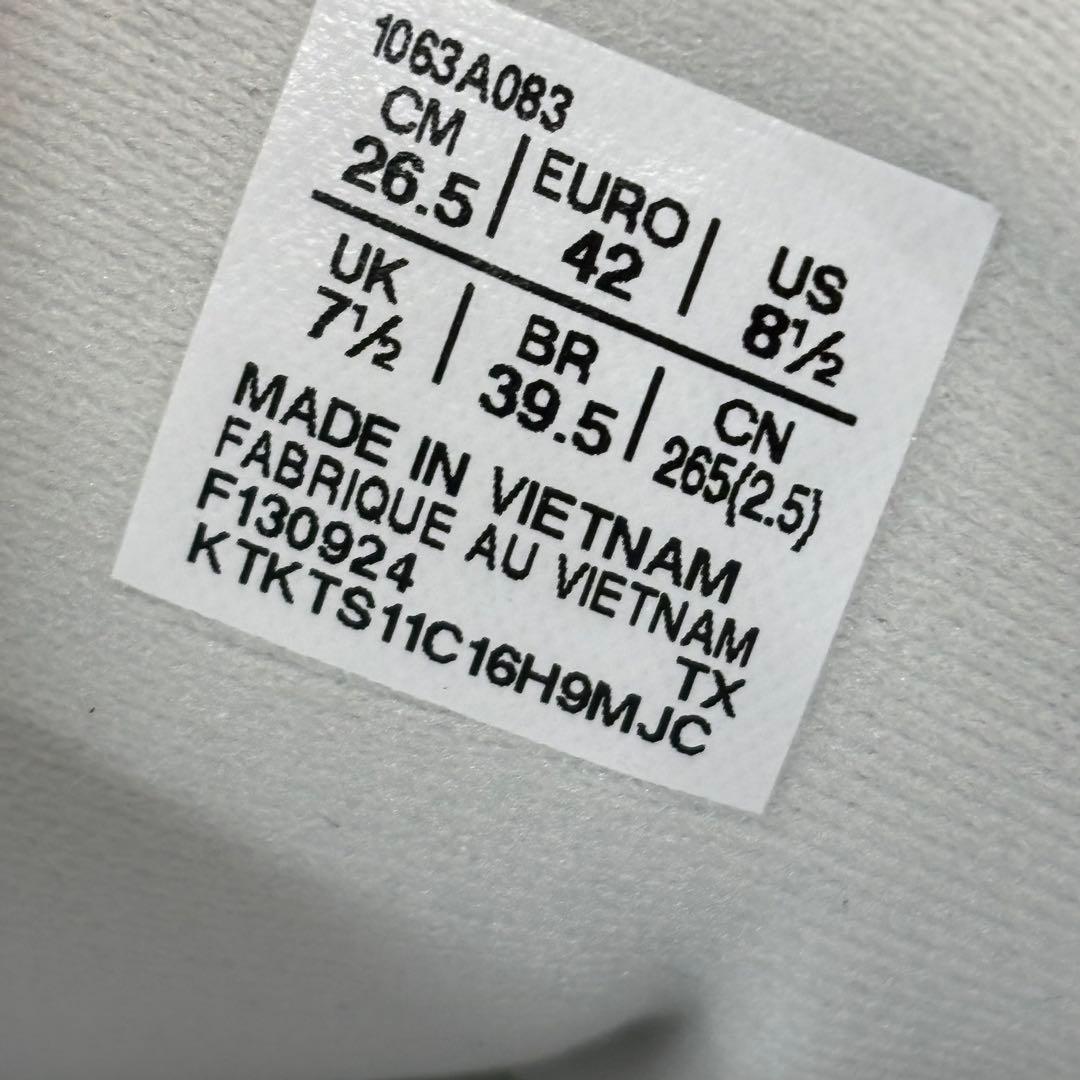 1063A083
CM | EURO | US
26.5 | 42 | 8½
UK | BR | CN
7½ | 39.5 | 265(2.5)
MADE IN VIETNAM
FABRIQUE AU VIETNAM
F130924 TX
KTKTS11C16H9MJC